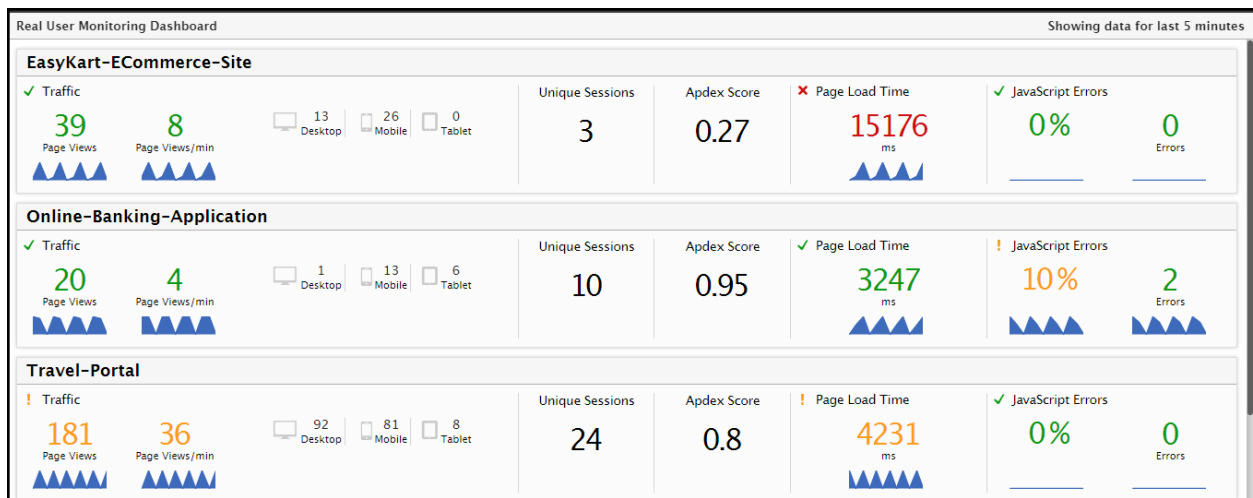 Real User Monitoring Dashboard
Showing data for last 5 minutes
EasyKart-ECommerce-Site
Traffic
39
Page Views
8
Page Views/min
13
Desktop
26
Mobile
0
Tablet
Unique Sessions
3
Apdex Score
0.27
Page Load Time
15176
ms
JavaScript Errors
0%
0
Errors
Online-Banking-Application
Traffic
20
Page Views
4
Page Views/min
1
Desktop
13
Mobile
6
Tablet
Unique Sessions
10
Apdex Score
0.95
Page Load Time
3247
ms
JavaScript Errors
10%
2
Errors
Travel-Portal
Traffic
181
Page Views
36
Page Views/min
92
Desktop
81
Mobile
8
Tablet
Unique Sessions
24
Apdex Score
0.8
Page Load Time
4231
ms
JavaScript Errors
0%
0
Errors